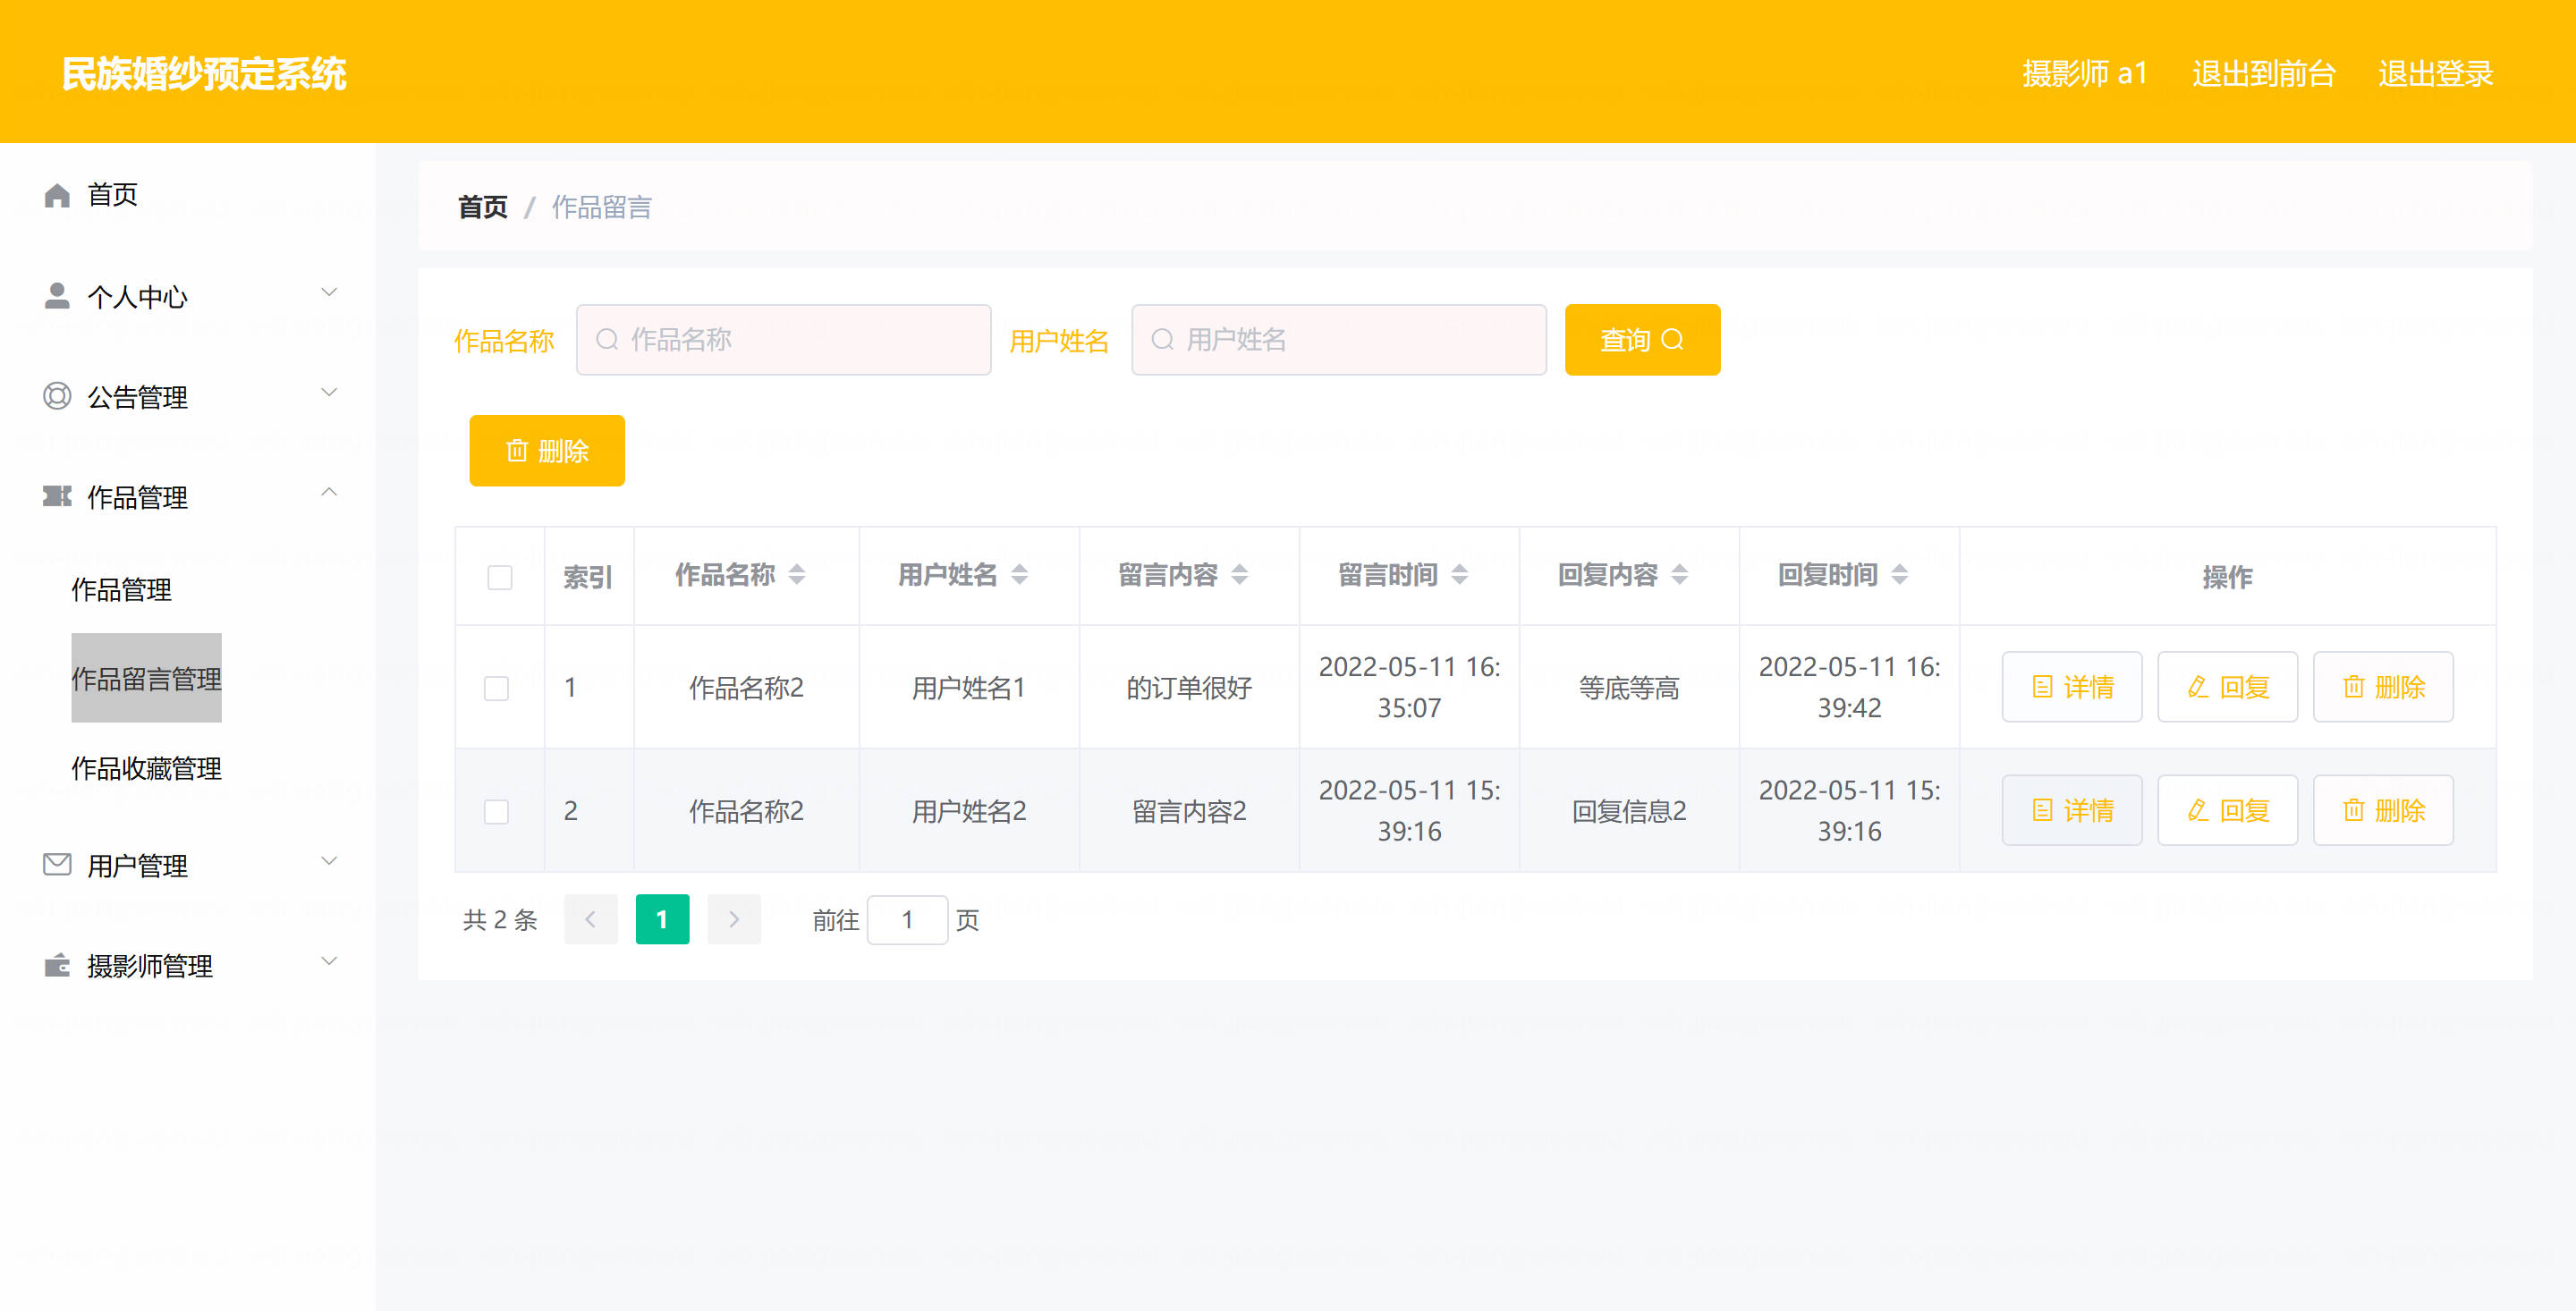 民族婚纱预定系统
摄影师 a1 退出到前台 退出登录
首页
个人中心
公告管理
作品管理
作品管理
作品留言管理
作品收藏管理
用户管理
摄影师管理
首页 / 作品留言
作品名称 作品名称 用户姓名 用户姓名 查询
删除
索引 作品名称 用户姓名 留言内容 留言时间 回复内容 回复时间 操作
1 作品名称2 用户姓名1 的订单很好 2022-05-11 16:35:07 等底等高 2022-05-11 16:39:42 详情 回复 删除
2 作品名称2 用户姓名2 留言内容2 2022-05-11 15:39:16 回复信息2 2022-05-11 15:39:16 详情 回复 删除
共 2 条 1 前往 1 页